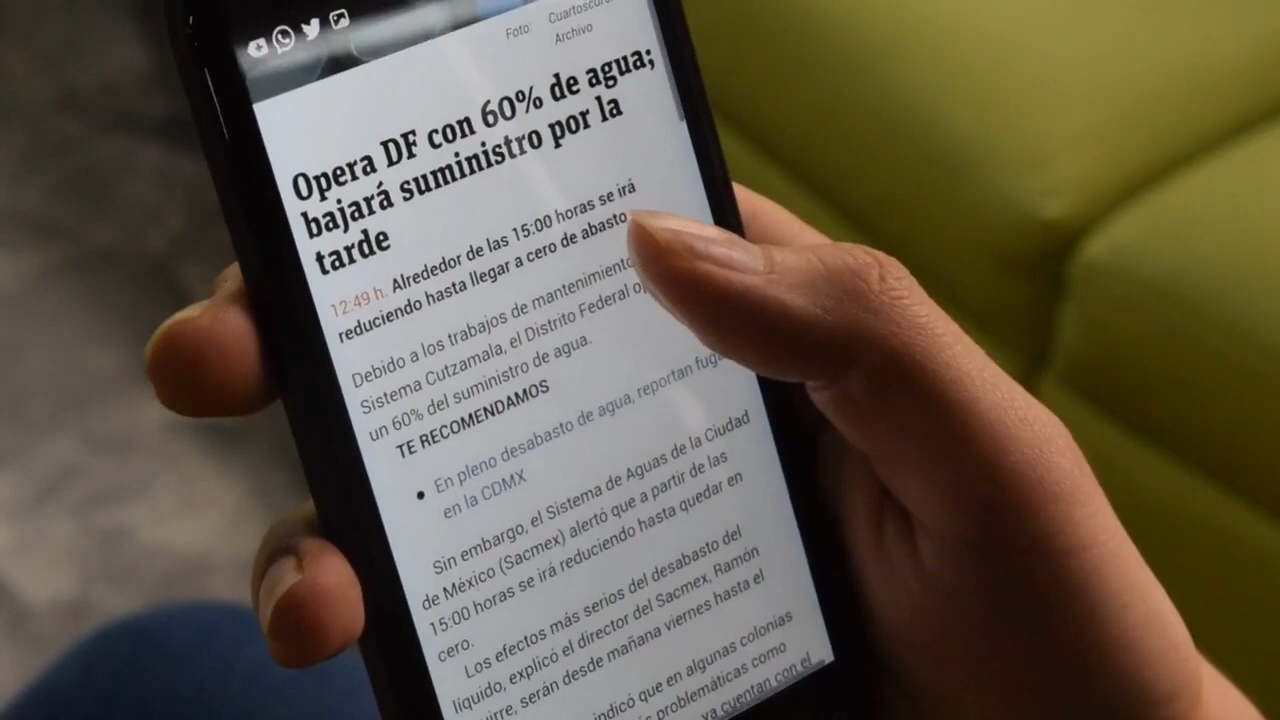 Foto: Cuartoscuro
Archivo
Opera DF con 60% de agua;
bajará suministro por la
tarde
12:49 h. Alrededor de las 15:00 horas se irá
reduciendo hasta llegar a cero de abasto
Debido a los trabajos de mantenimiento
Sistema Cutzamala, el Distrito Federal
un 60% del suministro de agua.
TE RECOMENDAMOS
• En pleno desabasto de agua, reportan
en la CDMX
Sin embargo, el Sistema de Aguas de la Ciudad
de México (Sacmex) alertó que a partir de las
15:00 horas se irá reduciendo hasta quedar en
cero.
Los efectos más serios del desabasto del
líquido, explicó el director del Sacmex, Ramón
serán desde mañana viernes hasta el
indicó que en algunas colonias
problemáticas como
ya cuentan con el